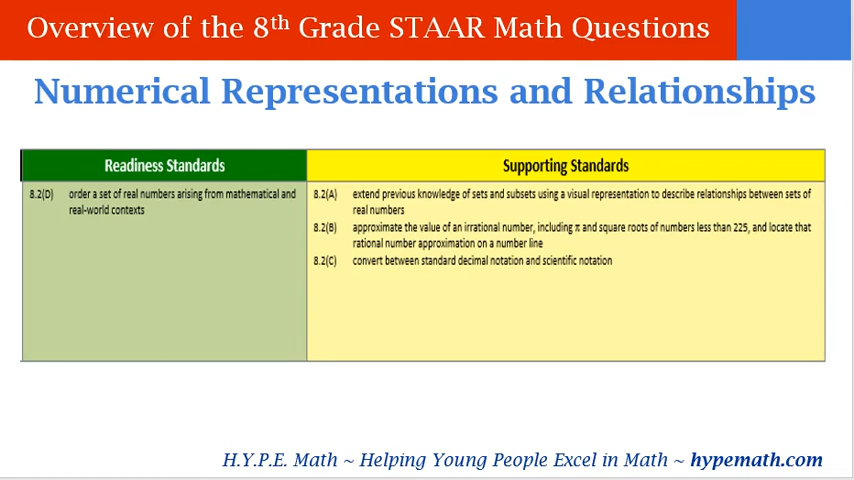 Overview of the 8th Grade STAAR Math Questions
Numerical Representations and Relationships
Readiness Standards
8.2(D) order a set of real numbers arising from mathematical and
real-world contexts
Supporting Standards
8.2(A) extend previous knowledge of sets and subsets using a visual representation to describe relationships between sets of
real numbers
8.2(B) approximate the value of an irrational number, including π and square roots of numbers less than 225, and locate that
rational number approximation on a number line
8.2(C) convert between standard decimal notation and scientific notation
H.Y.P.E. Math ~ Helping Young People Excel in Math ~ hypemath.com